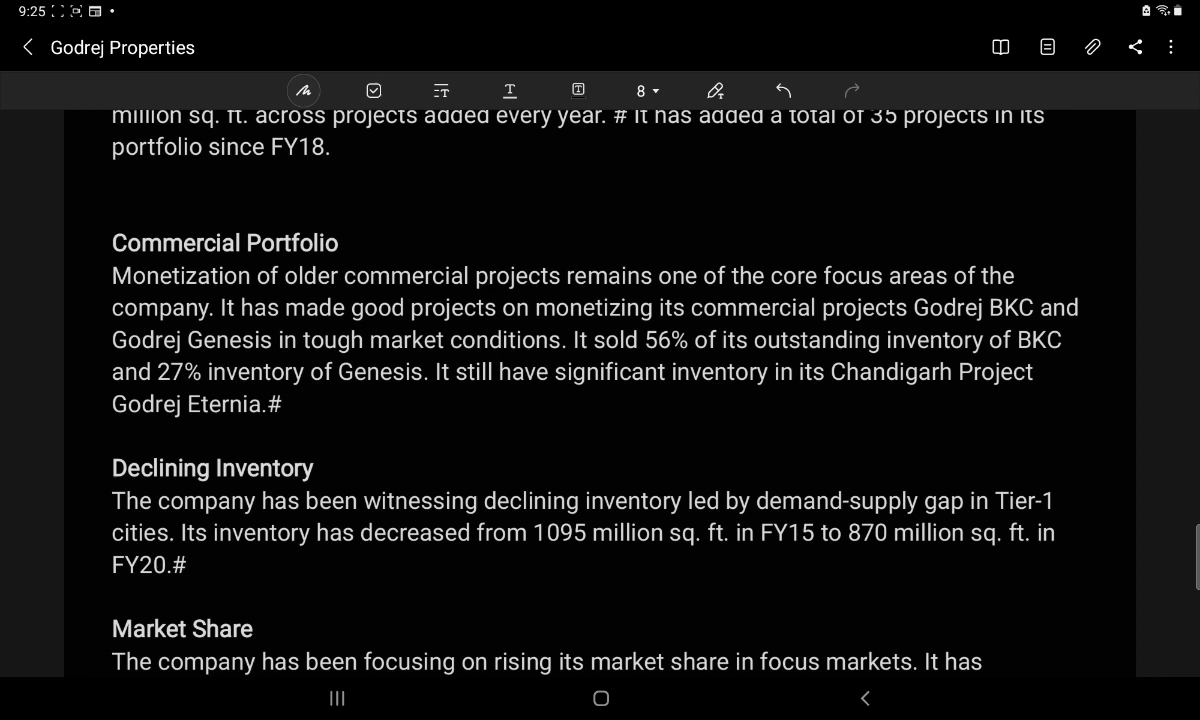 9:25
Godrej Properties
8
million sq. ft. across projects added every year. # It has added a total of 35 projects in its
portfolio since FY18.
Commercial Portfolio
Monetization of older commercial projects remains one of the core focus areas of the
company. It has made good projects on monetizing its commercial projects Godrej BKC and
Godrej Genesis in tough market conditions. It sold 56% of its outstanding inventory of BKC
and 27% inventory of Genesis. It still have significant inventory in its Chandigarh Project
Godrej Eternia.#
Declining Inventory
The company has been witnessing declining inventory led by demand-supply gap in Tier-1
cities. Its inventory has decreased from 1095 million sq. ft. in FY15 to 870 million sq. ft. in
FY20.#
Market Share
The company has been focusing on rising its market share in focus markets. It has